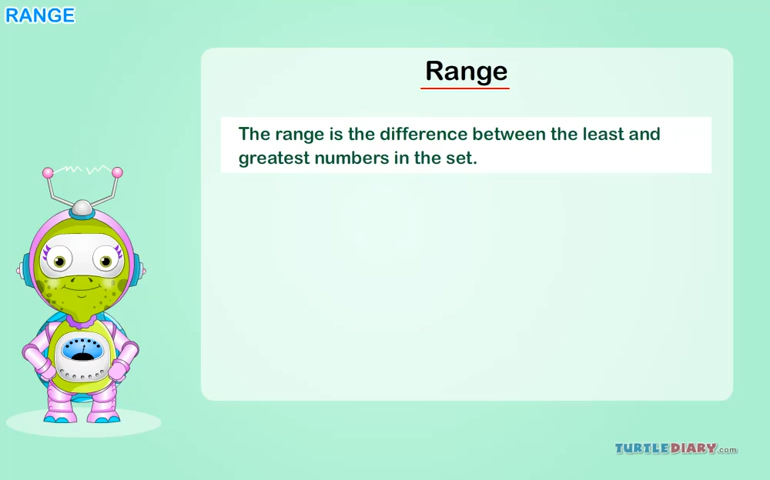 RANGE
Range
The range is the difference between the least and
greatest numbers in the set.
TURTLEDIARY.com